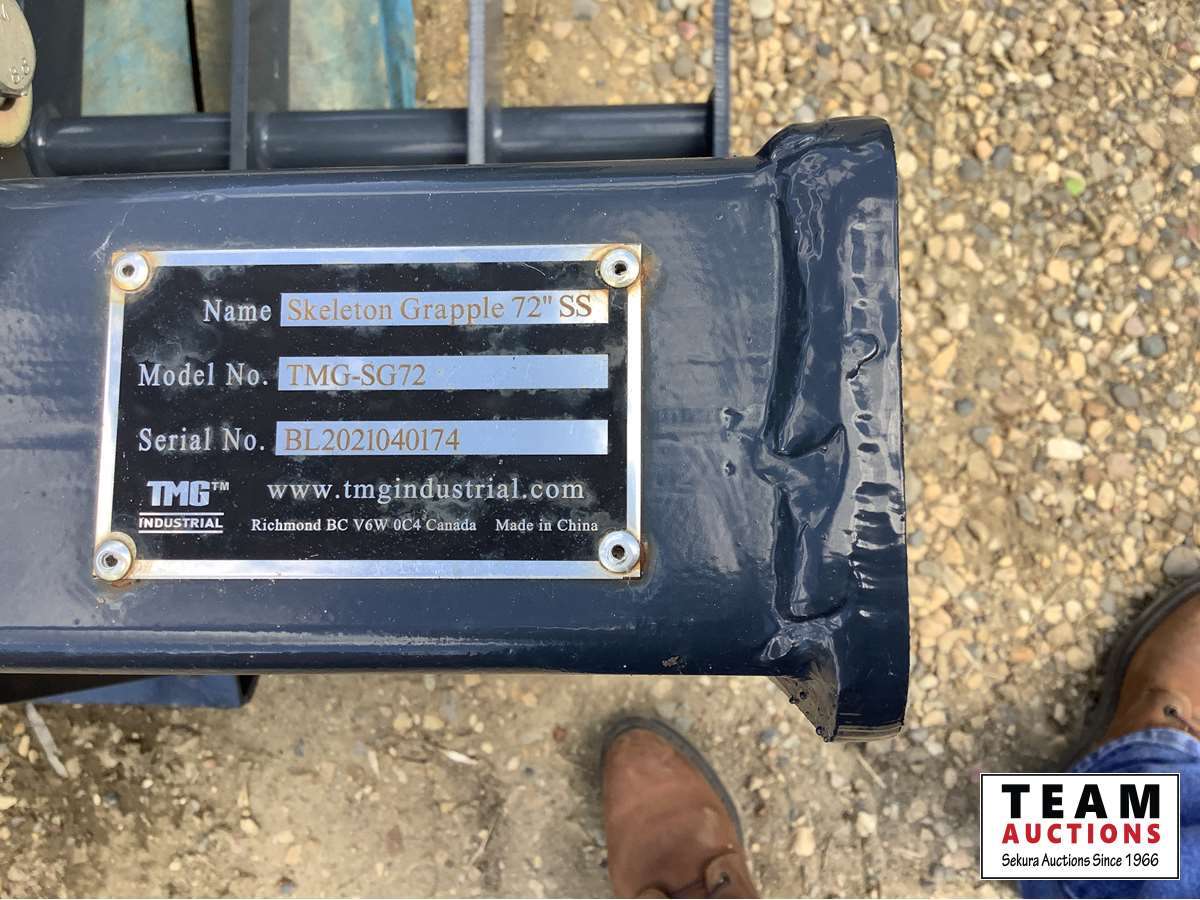 Name Skeleton Grapple 72" SS
Model No. TMG-SG72
Serial No. BL2021040174
TMG™ www.tmgindustrial.com
INDUSTRIAL Richmond BC V6W 0C4 Canada Made in China
TEAM
AUCTIONS
Sekura Auctions Since 1966